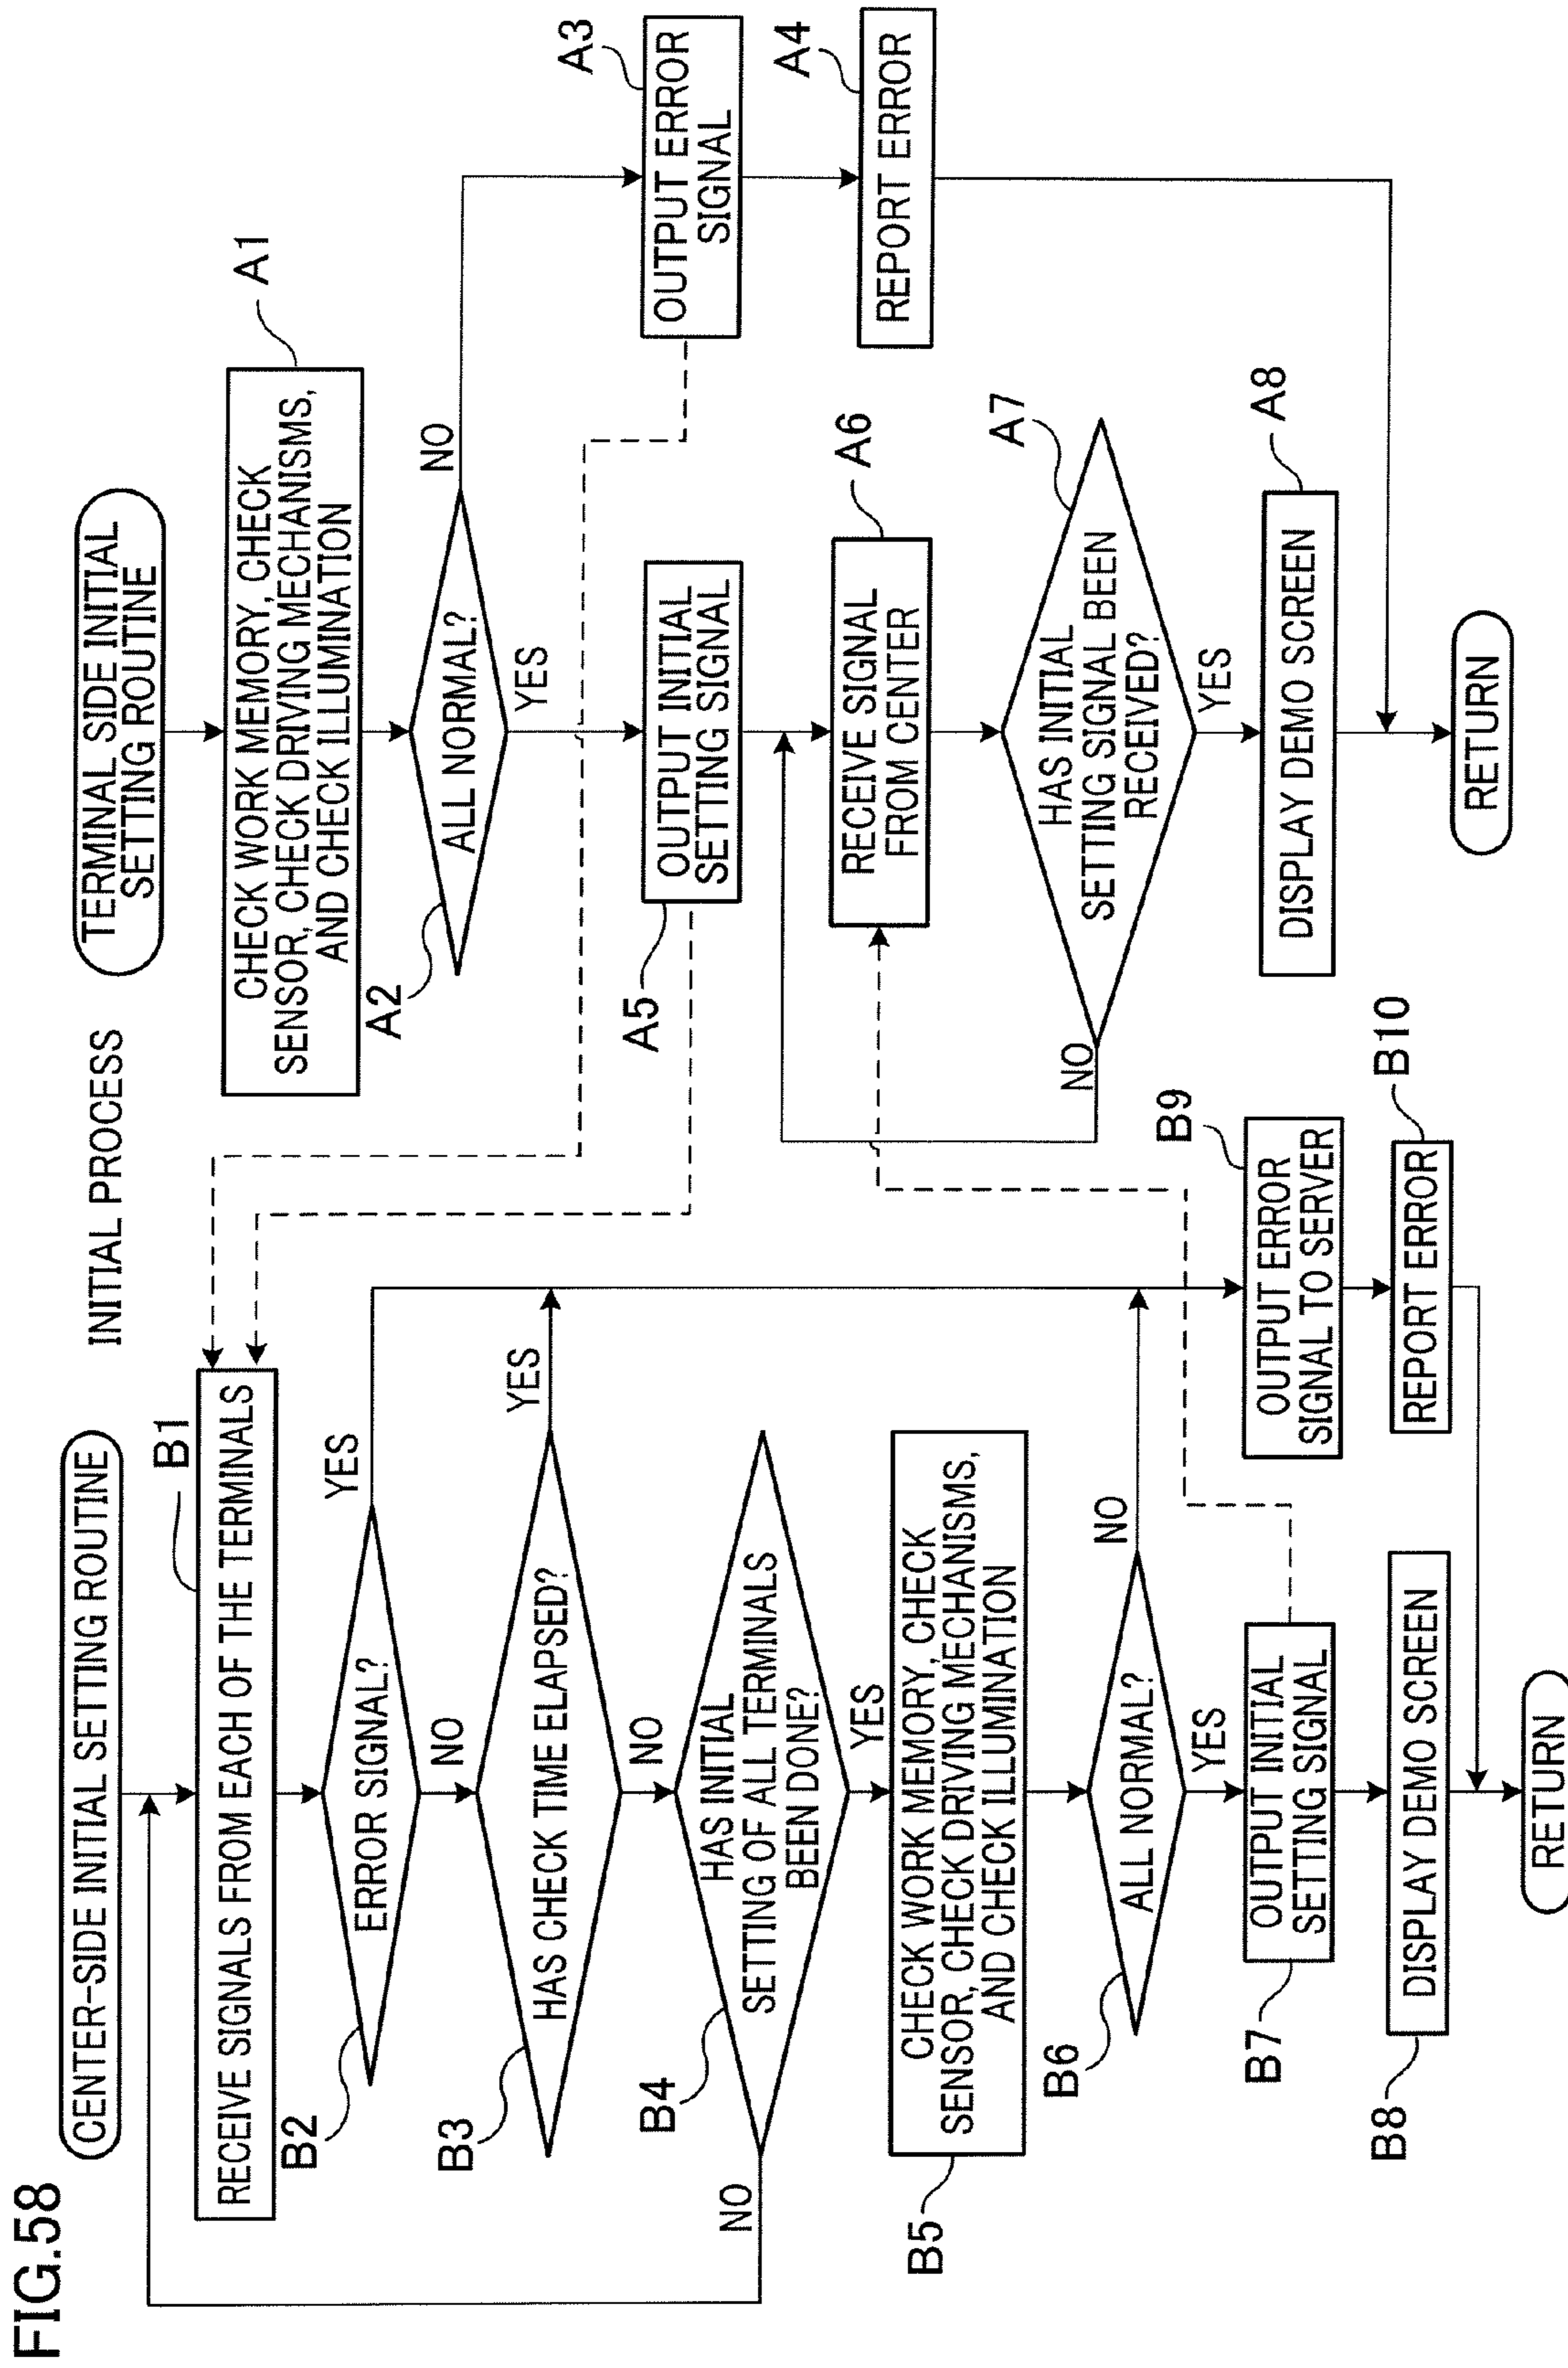 FIG.58
INITIAL PROCESS
CENTER-SIDE INITIAL SETTING ROUTINE
B1
RECEIVE SIGNALS FROM EACH OF THE TERMINALS
B2
ERROR SIGNAL?
YES
NO
B3
HAS CHECK TIME ELAPSED?
YES
NO
B4
HAS INITIAL
SETTING OF ALL TERMINALS
BEEN DONE?
NO
YES
B5
CHECK WORK MEMORY, CHECK
SENSOR, CHECK DRIVING MECHANISMS,
AND CHECK ILLUMINATION
B6
ALL NORMAL?
NO
YES
B7
OUTPUT INITIAL
SETTING SIGNAL
B8
DISPLAY DEMO SCREEN
B9
OUTPUT ERROR
SIGNAL TO SERVER
B10
REPORT ERROR
RETURN
TERMINAL SIDE INITIAL
SETTING ROUTINE
A1
CHECK WORK MEMORY, CHECK
SENSOR, CHECK DRIVING MECHANISMS,
AND CHECK ILLUMINATION
A2
ALL NORMAL?
NO
YES
A3
OUTPUT ERROR
SIGNAL
A4
REPORT ERROR
A5
OUTPUT INITIAL
SETTING SIGNAL
A6
RECEIVE SIGNAL
FROM CENTER
A7
HAS INITIAL
SETTING SIGNAL BEEN
RECEIVED?
NO
YES
A8
DISPLAY DEMO SCREEN
RETURN